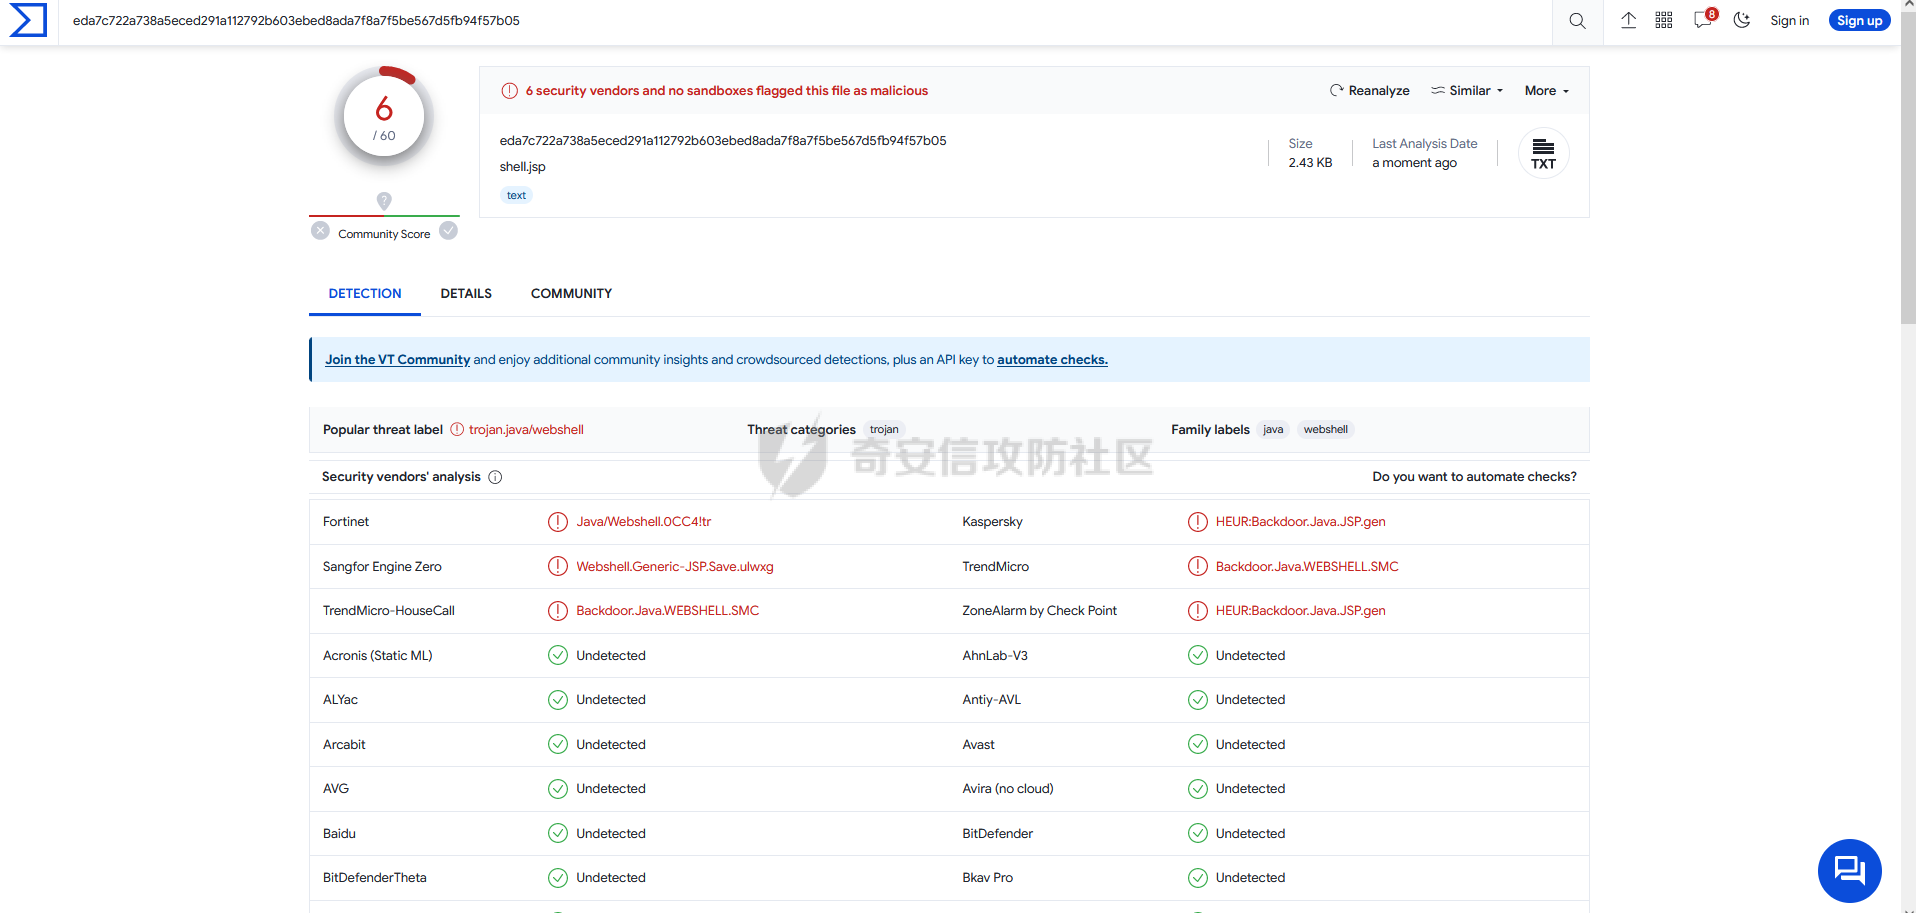 eda7c722a738a5eced291a112792b603ebed8ada7f8a7f5be567d5fb94f57b05
8
Sign in
Sign up
6
/ 60
Community Score
6 security vendors and no sandboxes flagged this file as malicious
Reanalyze
Similar
More
eda7c722a738a5eced291a112792b603ebed8ada7f8a7f5be567d5fb94f57b05
shell.jsp
text
Size
2.43 KB
Last Analysis Date
a moment ago
TXT
DETECTION
DETAILS
COMMUNITY
Join the VT Community and enjoy additional community insights and crowdsourced detections, plus an API key to automate checks.
Popular threat label
trojan.java/webshell
Threat categories
trojan
Family labels
java
webshell
奇安信攻防社区
Security vendors' analysis
Do you want to automate checks?
Fortinet
Java/Webshell.0CC4!tr
Kaspersky
HEUR:Backdoor.Java.JSP.gen
Sangfor Engine Zero
Webshell.Generic-JSP.Save.ulwxg
TrendMicro
Backdoor.Java.WEBSHELL.SMC
TrendMicro-HouseCall
Backdoor.Java.WEBSHELL.SMC
ZoneAlarm by Check Point
HEUR:Backdoor.Java.JSP.gen
Acronis (Static ML)
Undetected
AhnLab-V3
Undetected
ALYac
Undetected
Antiy-AVL
Undetected
Arcabit
Undetected
Avast
Undetected
AVG
Undetected
Avira (no cloud)
Undetected
Baidu
Undetected
BitDefender
Undetected
BitDefenderTheta
Undetected
Bkav Pro
Undetected